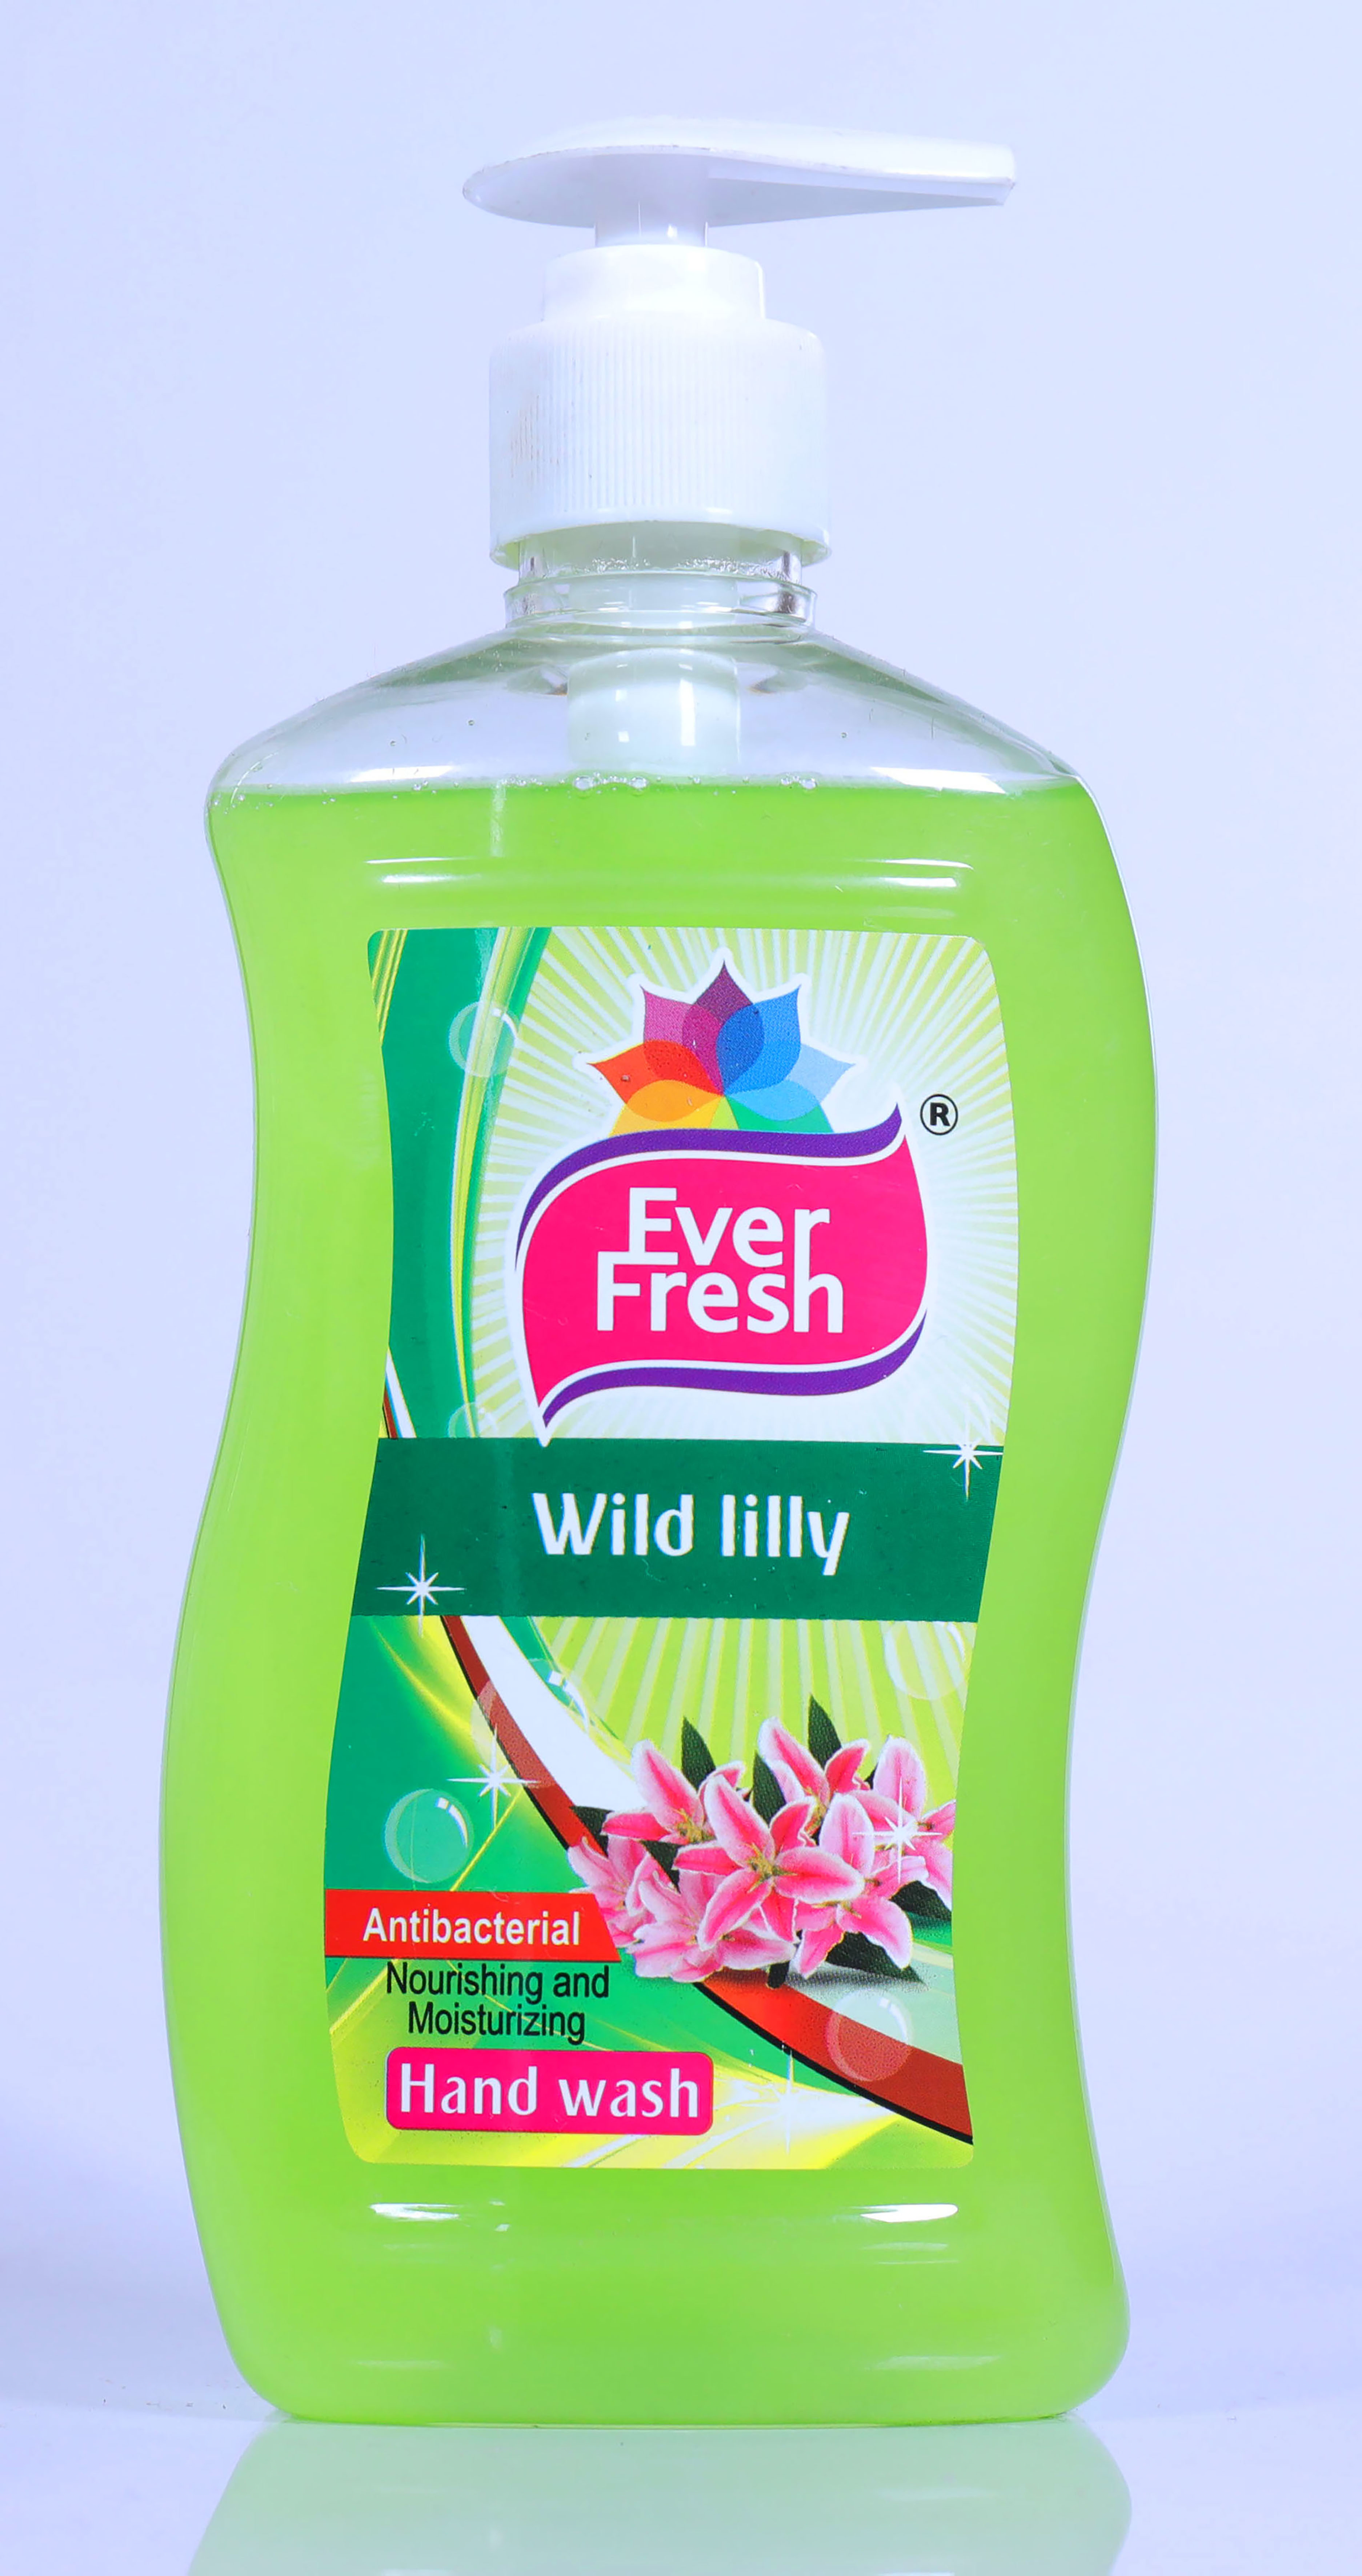 ®
Ever
Fresh
Wild lilly
Antibacterial
Nourishing and
Moisturizing
Hand wash